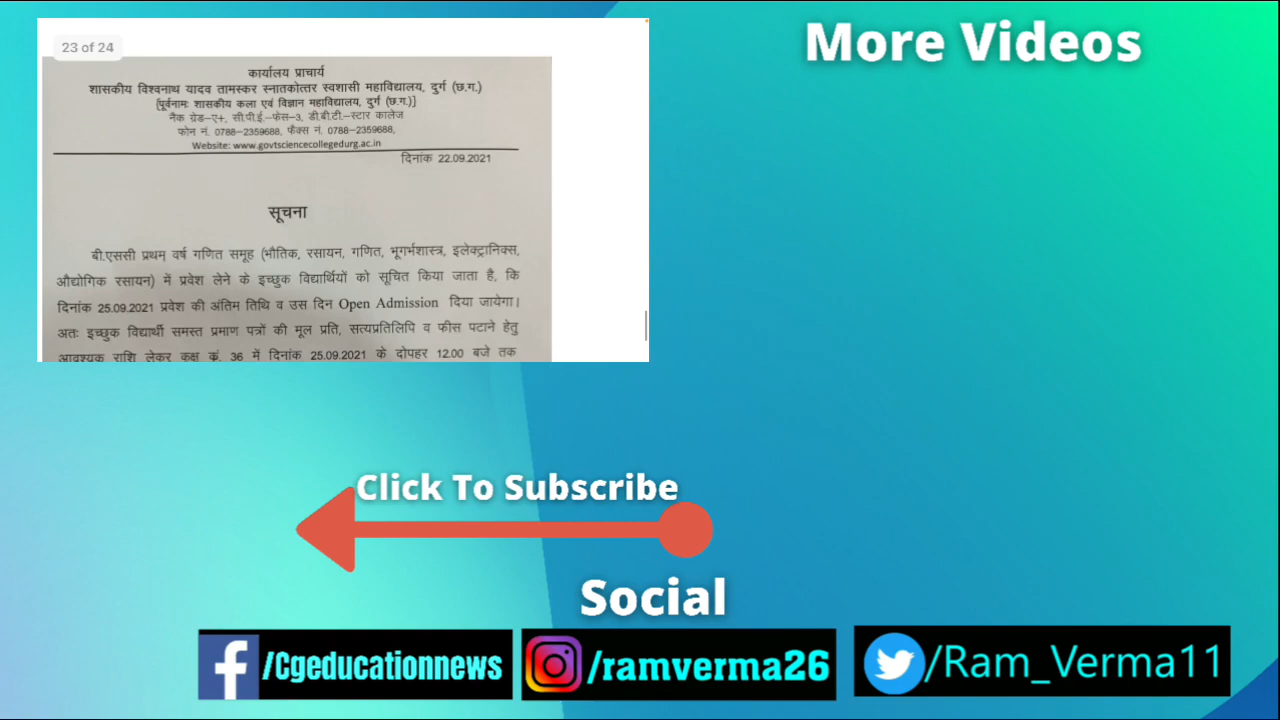 23 of 24
कार्यालय प्राचार्य
शासकीय विश्वनाथ यादव तामस्कर स्नातकोत्तर स्वशासी महाविद्यालय, दुर्ग (छ.ग.)
{पूर्वनामः शासकीय कला एवं विज्ञान महाविद्यालय, दुर्ग (छ.ग.)]
नैक ग्रेड–ए+, सी.पी.ई.–फेस–3, डी.बी.टी.–स्टार कालेज
फोन नं. 0788–2359688, फैक्स नं. 0788–2359688,
Website: www.govtsciencecollegedurg.ac.in
दिनांक 22.09.2021
सूचना
बी.एससी प्रथम वर्ष गणित समूह (भौतिक, रसायन, गणित, भूगर्भशास्त्र, इलेक्ट्रानिक्स,
औद्योगिक रसायन) में प्रवेश लेने के इच्छुक विद्यार्थियों को सूचित किया जाता है, कि
दिनांक 25.09.2021 प्रवेश की अंतिम तिथि व उस दिन Open Admission दिया जायेगा।
अतः इच्छुक विद्यार्थी समस्त प्रमाण पत्रों की मूल प्रति, सत्यप्रतिलिपि व फीस पटाने हेतु
आवश्यक राशि लेकर कक्ष कं. 36 में दिनांक 25.09.2021 के दोपहर 12.00 बजे तक
More Videos
Click To Subscribe
Social
/Cgeducationnews
/ramverma26
/Ram_Verma11